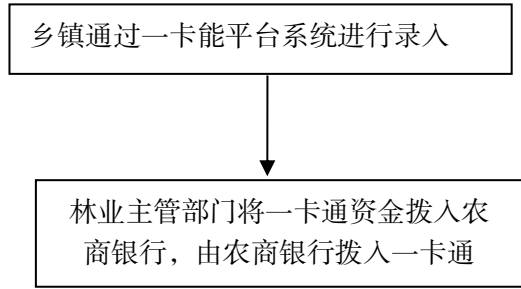 乡镇通过一卡能平台系统进行录入
林业主管部门将一卡通资金拨入农
商银行，由农商银行拨入一卡通